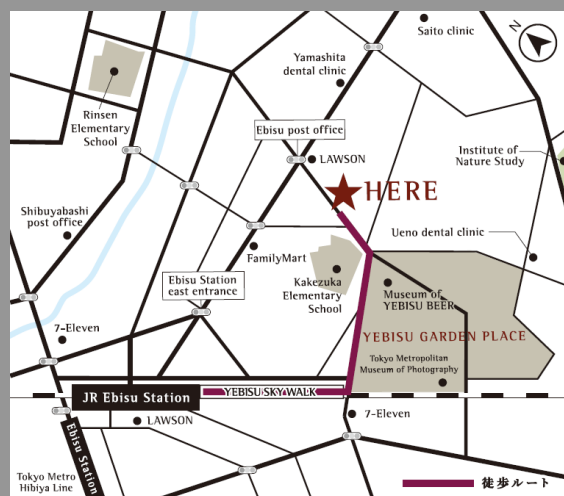 Saito clinic
N
Yamashita
dental clinic
Rinsen
Elementary
School
Ebisu post office
LAWSON
Institute of
Nature Study
HERE
Shibuyabashi
post office
Ueno dental clinic
FamilyMart
Kakezuka
Elementary
School
Ebisu Station
east entrance
Museum of
YEBISU BEER
7-Eleven
YEBISU GARDEN PLACE
Tokyo Metropolitan
Museum of Photography
JR Ebisu Station
YEBISU SKY WALK
LAWSON
7-Eleven
Ebisu Station
Tokyo Metro
Hibiya Line
徒歩ルート